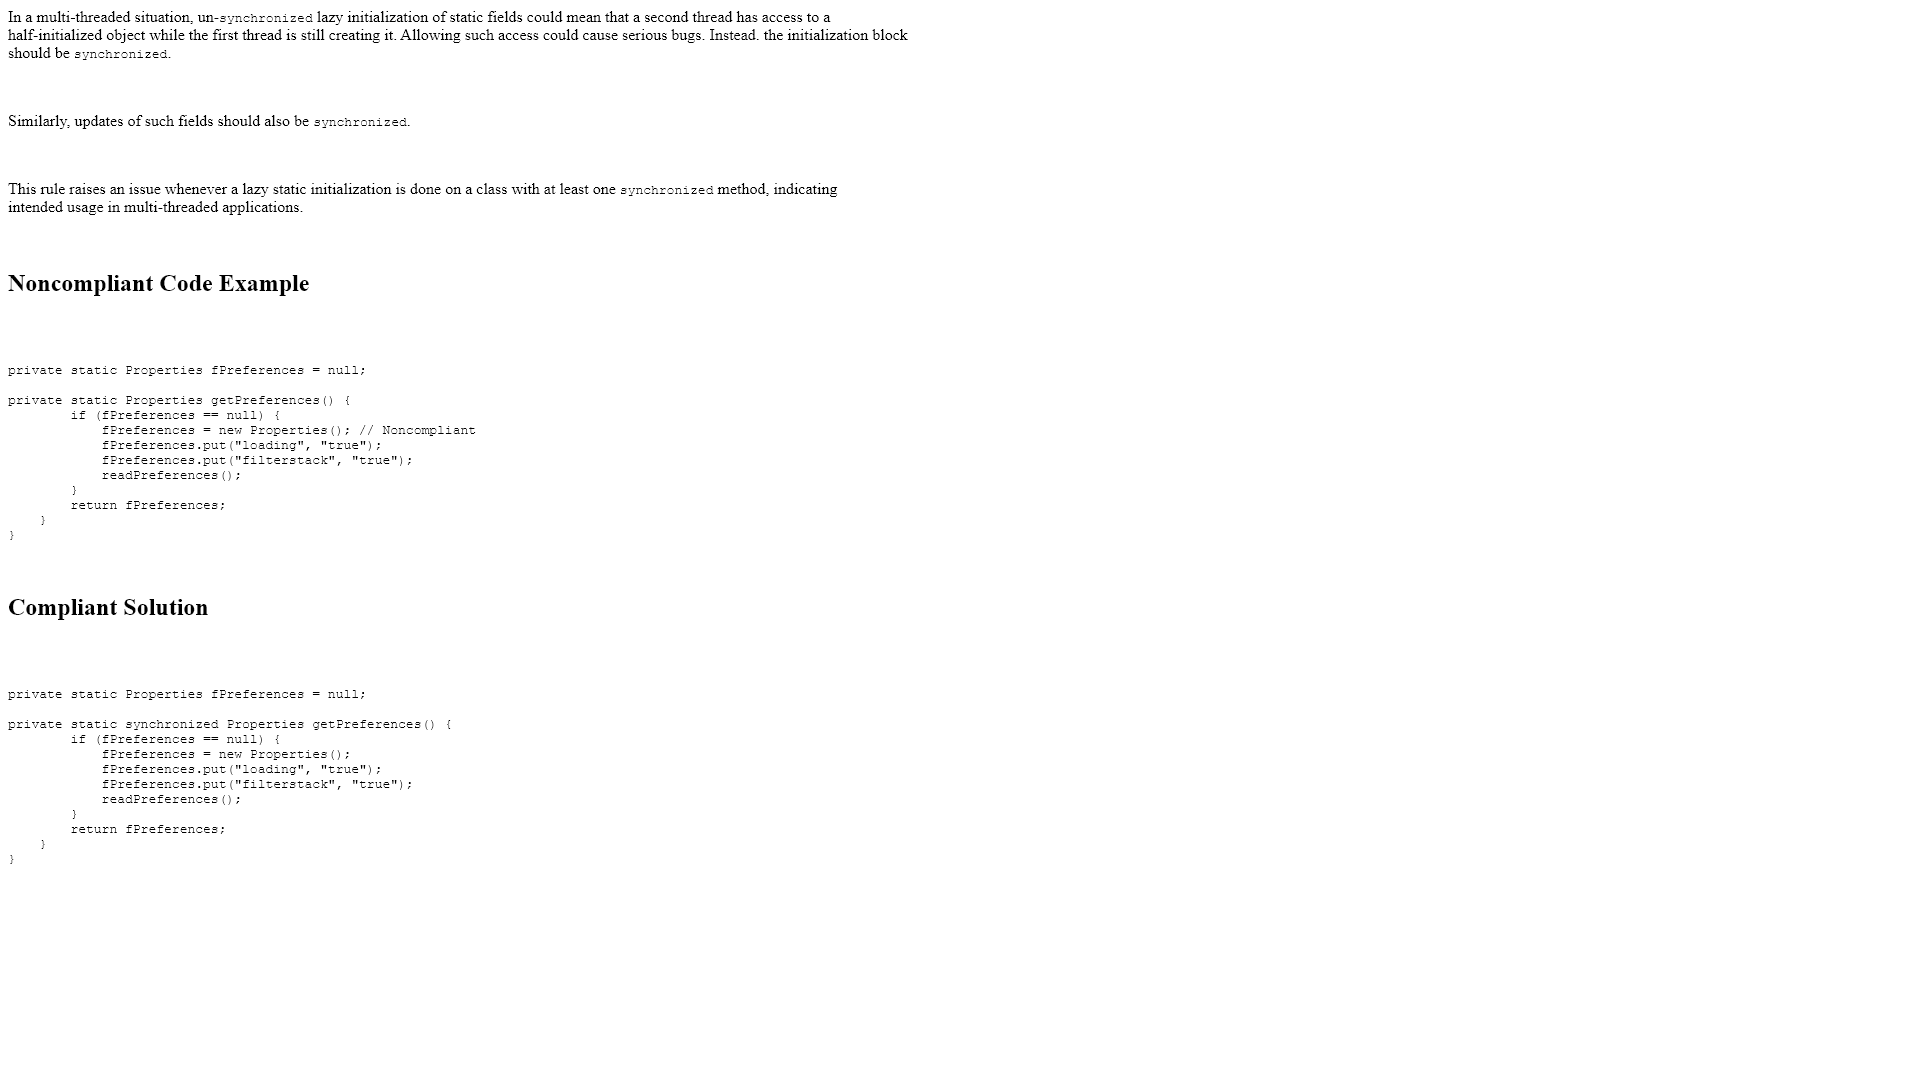 In a multi-threaded situation, un-synchronized lazy initialization of static fields could mean that a second thread has access to a
half-initialized object while the first thread is still creating it. Allowing such access could cause serious bugs. Instead. the initialization block
should be synchronized.
Similarly, updates of such fields should also be synchronized.
This rule raises an issue whenever a lazy static initialization is done on a class with at least one synchronized method, indicating
intended usage in multi-threaded applications.
Noncompliant Code Example
private static Properties fPreferences = null;
private static Properties getPreferences() {
        if (fPreferences == null) {
            fPreferences = new Properties(); // Noncompliant
            fPreferences.put("loading", "true");
            fPreferences.put("filterstack", "true");
            readPreferences();
        }
        return fPreferences;
    }
}
Compliant Solution
private static Properties fPreferences = null;
private static synchronized Properties getPreferences() {
        if (fPreferences == null) {
            fPreferences = new Properties();
            fPreferences.put("loading", "true");
            fPreferences.put("filterstack", "true");
            readPreferences();
        }
        return fPreferences;
    }
}